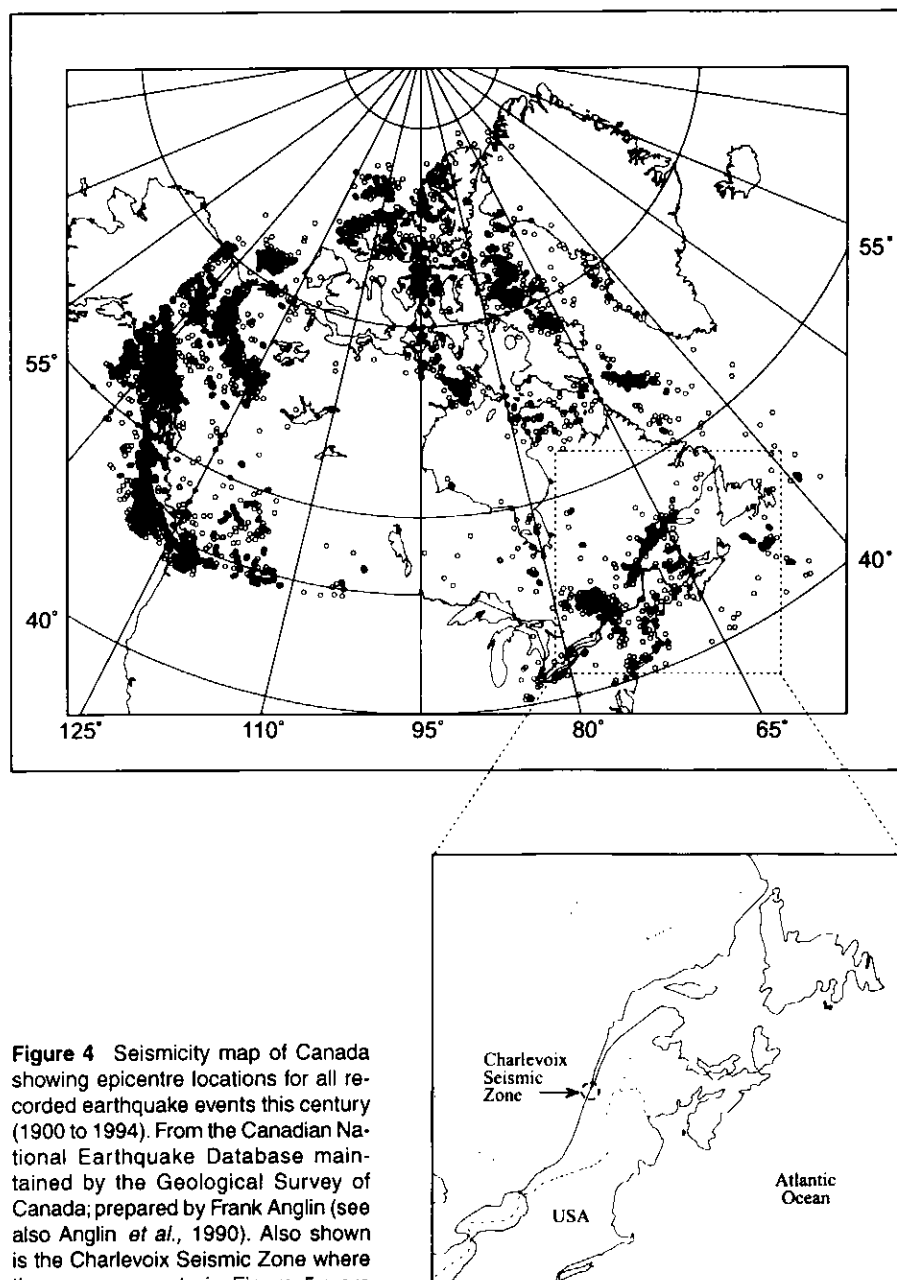 55°
55°
40°
40°
125°
110°
95°
80°
65°
Charlevoix
Seismic
Zone
USA
Atlantic
Ocean
Figure 4 Seismicity map of Canada
showing epicentre locations for all re-
corded earthquake events this century
(1900 to 1994). From the Canadian Na-
tional Earthquake Database main-
tained by the Geological Survey of
Canada; prepared by Frank Anglin (see
also Anglin et al., 1990). Also shown
is the Charlevoix Seismic Zone where